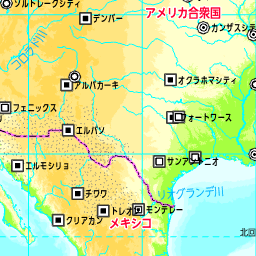 ソルトレークシティ
デンバー
アメリカ合衆国
カンザスシティ
コロラド川
アルバカーキ
オクラホマシティ
フェニックス
エルパソ
フォートワース
エルモシリョ
サンアントニオ
チワワ
リオグランデ川
クリアカン
トレオン
モンテレー
メキシコ
北回